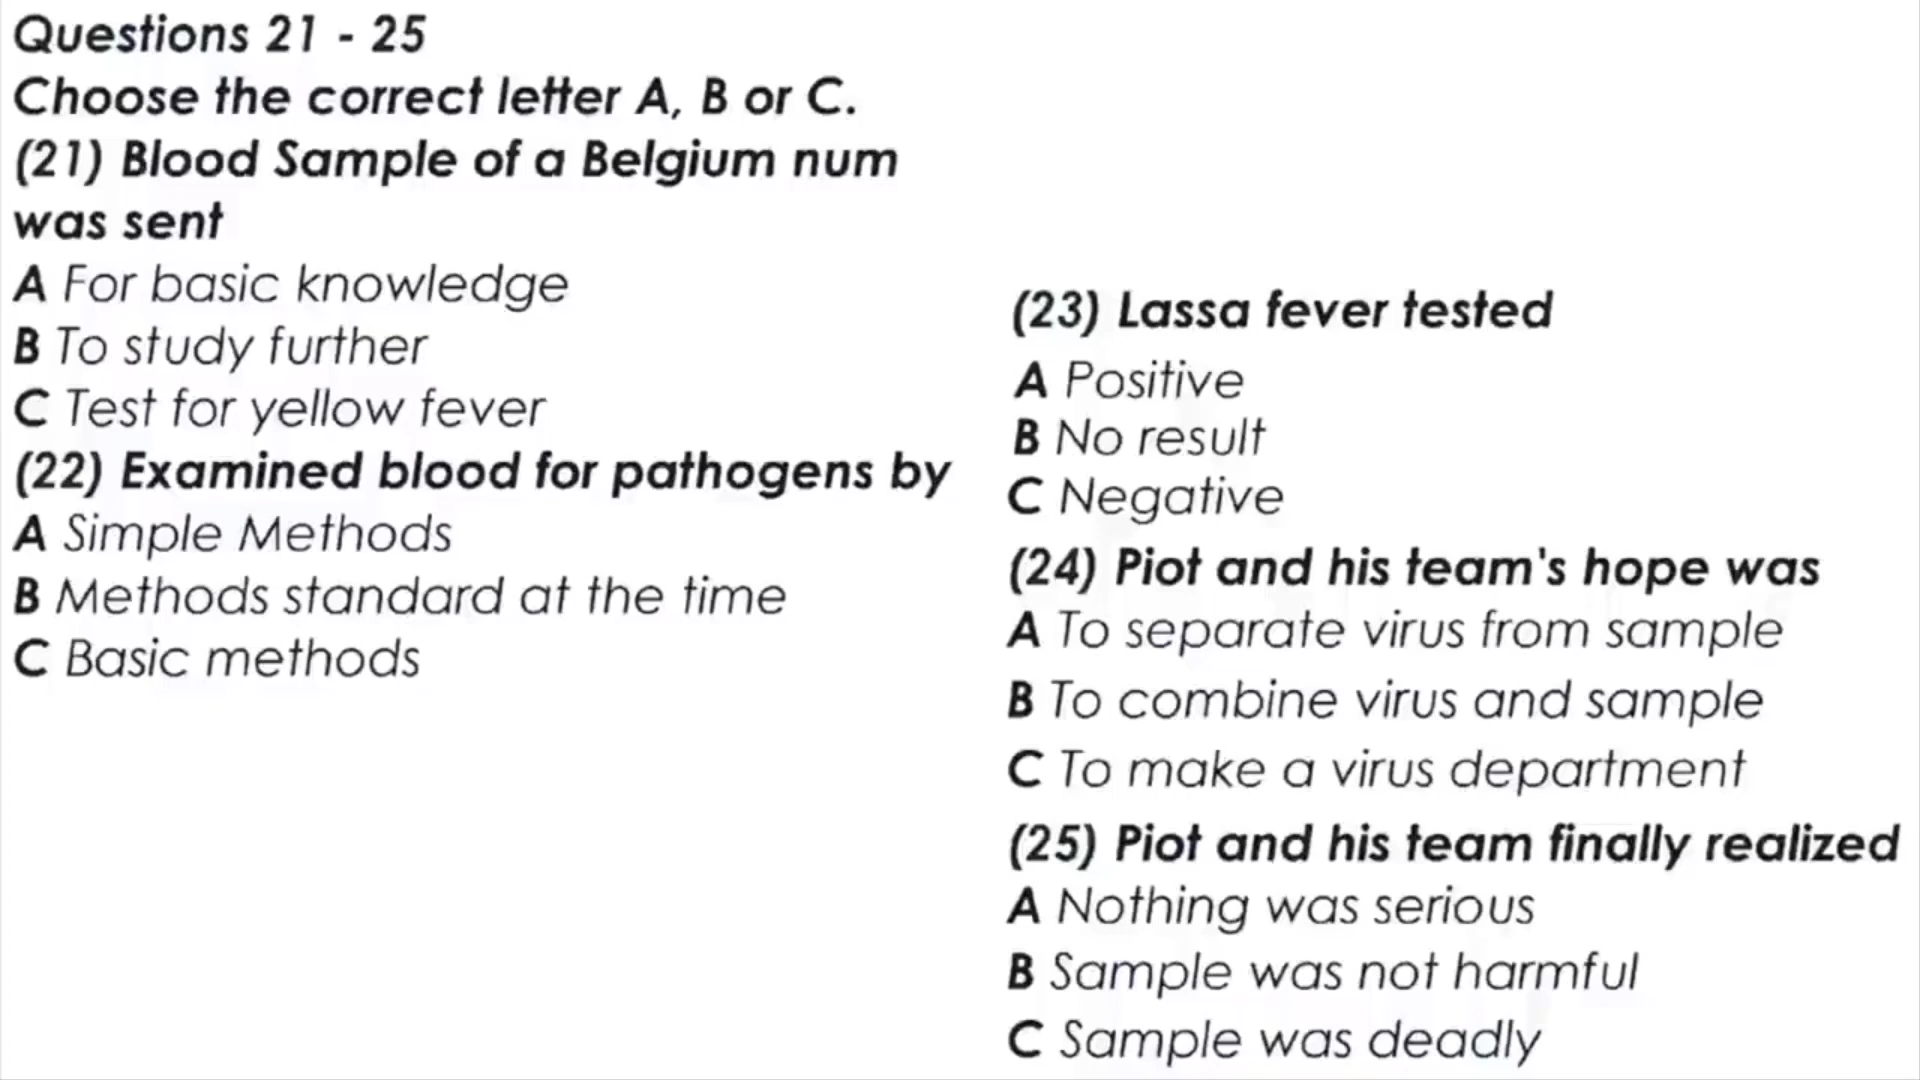 Questions 21 - 25
Choose the correct letter A, B or C.
(21) Blood Sample of a Belgium num
was sent
A For basic knowledge
B To study further
C Test for yellow fever
(22) Examined blood for pathogens by
A Simple Methods
B Methods standard at the time
C Basic methods
(23) Lassa fever tested
A Positive
B No result
C Negative
(24) Piot and his team's hope was
A To separate virus from sample
B To combine virus and sample
C To make a virus department
(25) Piot and his team finally realized
A Nothing was serious
B Sample was not harmful
C Sample was deadly